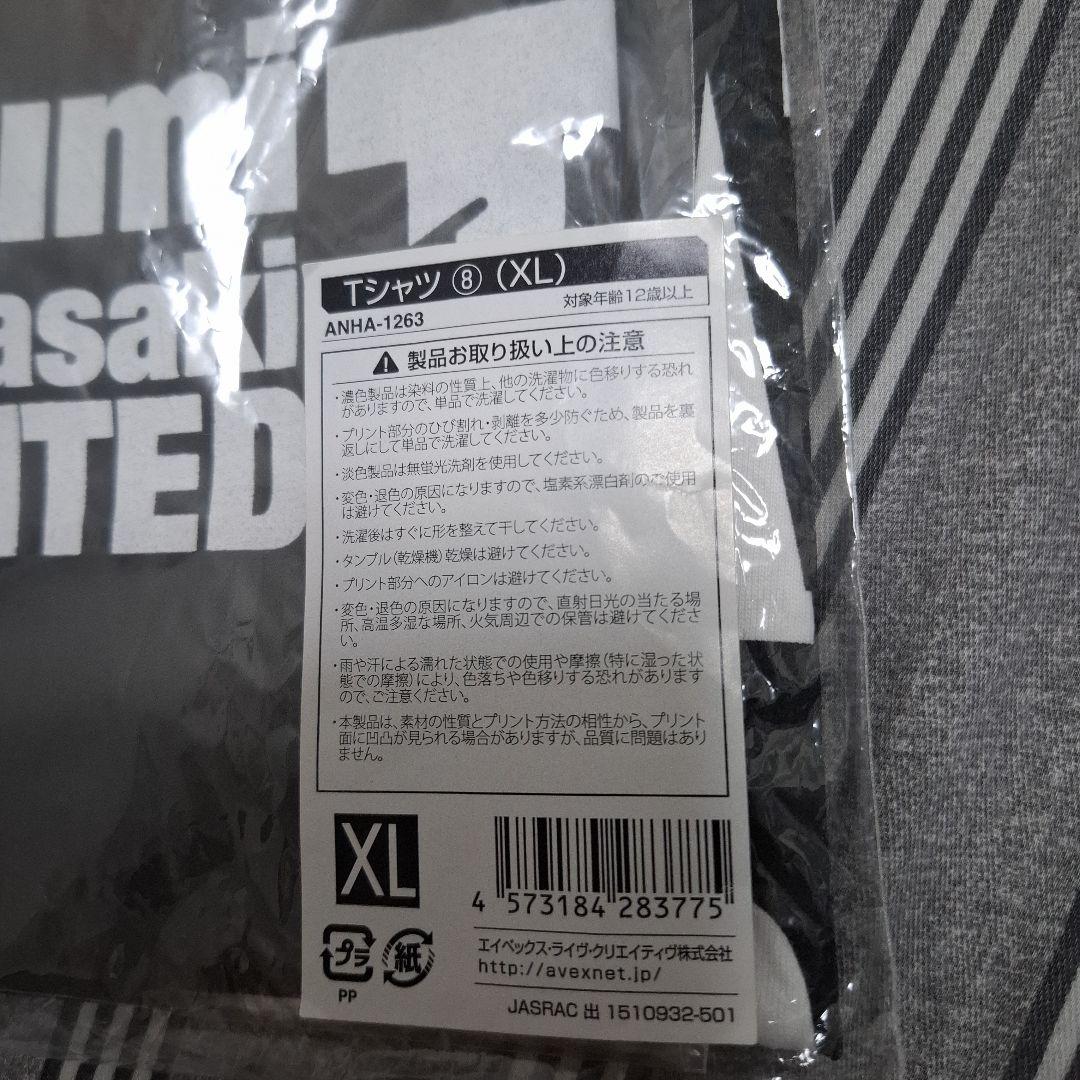 umi
asaki
ITED
Tシャツ ⑧ (XL)
ANHA-1263
対象年齢12歳以上
製品お取り扱い上の注意
・濃色製品は染料の性質上、他の洗濯物に色移りする恐れ
がありますので、単品で洗濯してください。
・プリント部分のひび割れ・剥離を多少防ぐため、製品を裏
返しにして単品で洗濯してください。
・淡色製品は無蛍光洗剤を使用してください。
・変色・退色の原因になりますので、塩素系漂白剤のご使用
は避けてください。
・洗濯後はすぐに形を整えて干してください。
・タンブル(乾燥機)乾燥は避けてください。
・プリント部分へのアイロンは避けてください。
・変色・退色の原因になりますので、直射日光の当たる場
所、高温多湿な場所、火気周辺での保管は避けてくださ
い。
・雨や汗による濡れた状態での使用や摩擦(特に湿った状
態での摩擦)により、色落ちや色移りする恐れがあります
ので、ご注意ください。
・本製品は、素材の性質とプリント方法の相性から、プリント
面に凹凸が見られる場合がありますが、品質に問題はあり
ません。
XL
4 573184 283775
プラ
PP
紙
エイベックス・ライヴ・クリエイティヴ株式会社
http://avexnet.jp/
JASRAC 出 1510932-501